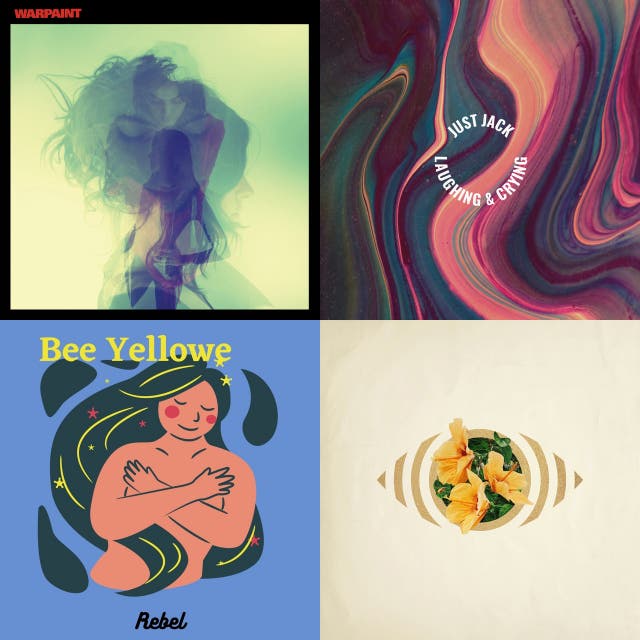 WARPAINT
JUST JACK
LAUGHING & CRYING
Bee Yellowe
Rebel